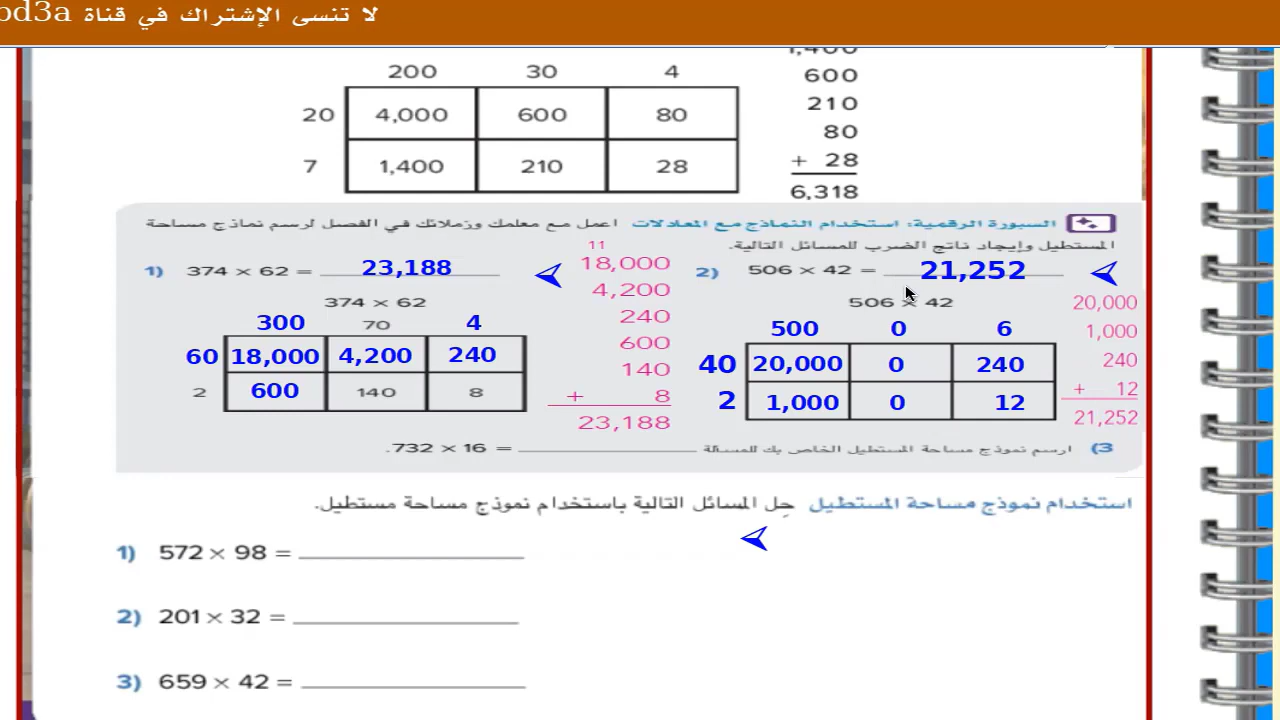 لا تنسى الإشتراك في قناة od3a
1,400
200 30 4
600
20 4,000 600 80
210
80
7 1,400 210 28
+ 28
6,318
السبورة الرقمية: استخدام النماذج مع المعادلات اعمل مع معلمك وزملائك في الفصل لرسم نماذج مساحة
المستطيل وإيجاد ناتج الضرب للمسائل التالية.
1) 374 × 62 = 23,188
374 × 62
300 70 4
60 18,000 4,200 240
2 600 140 8
11
18,000
4,200
240
600
140
+ 8
23,188
2) 506 × 42 = 21,252
506 × 42
500 0 6
40 20,000 0 240
2 1,000 0 12
20,000
1,000
240
+ 12
21,252
3) ارسم نموذج مساحة المستطيل الخاص بك للمسألة ______ = 732 × 16.
استخدام نموذج مساحة المستطيل حِل المسائل التالية باستخدام نموذج مساحة مستطيل.
1) 572 × 98 = ______
2) 201 × 32 = ______
3) 659 × 42 = ______